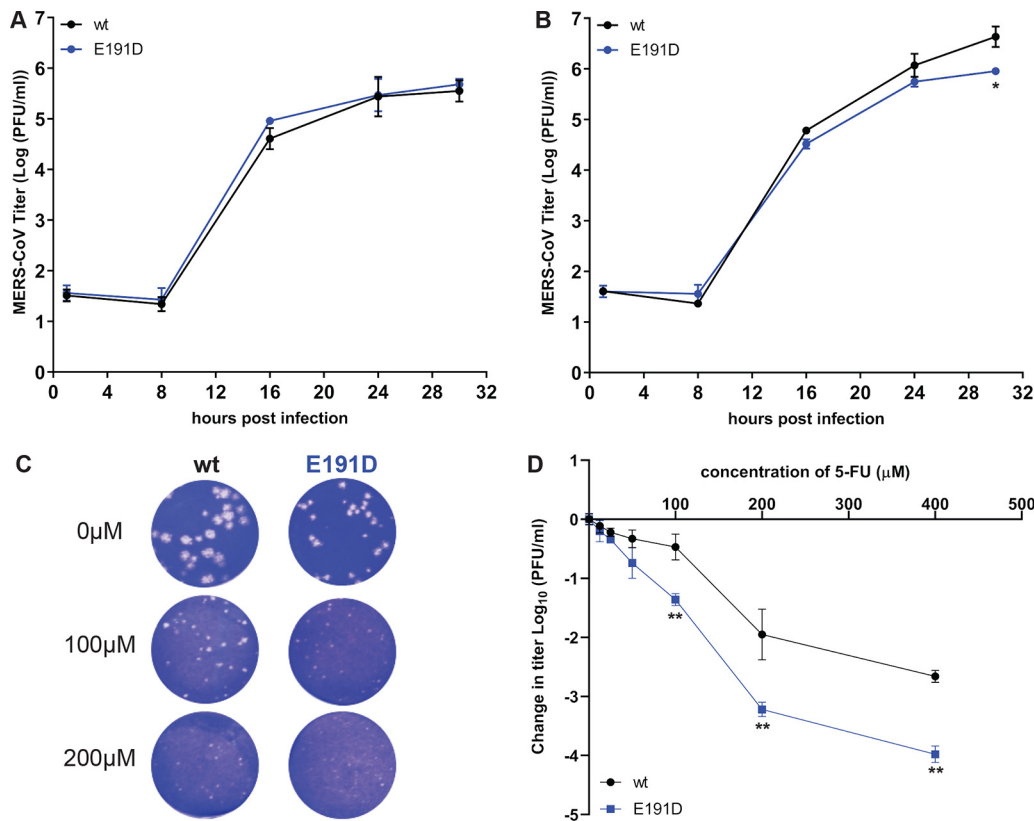 A
wt
E191D
MERS-CoV Titer (Log (PFU/ml))
7
6
5
4
3
2
1
0
0 4 8 12 16 20 24 28 32
hours post infection
B
wt
E191D
MERS-CoV Titer (Log (PFU/ml))
7
6
5
4
3
2
1
0
*
0 4 8 12 16 20 24 28 32
hours post infection
C
wt E191D
0μM
100μM
200μM
D
concentration of 5-FU (μM)
100 200 300 400 500
Change in titer Log10 (PFU/ml)
1
0
-1
-2
-3
-4
-5
**
**
**
wt
E191D